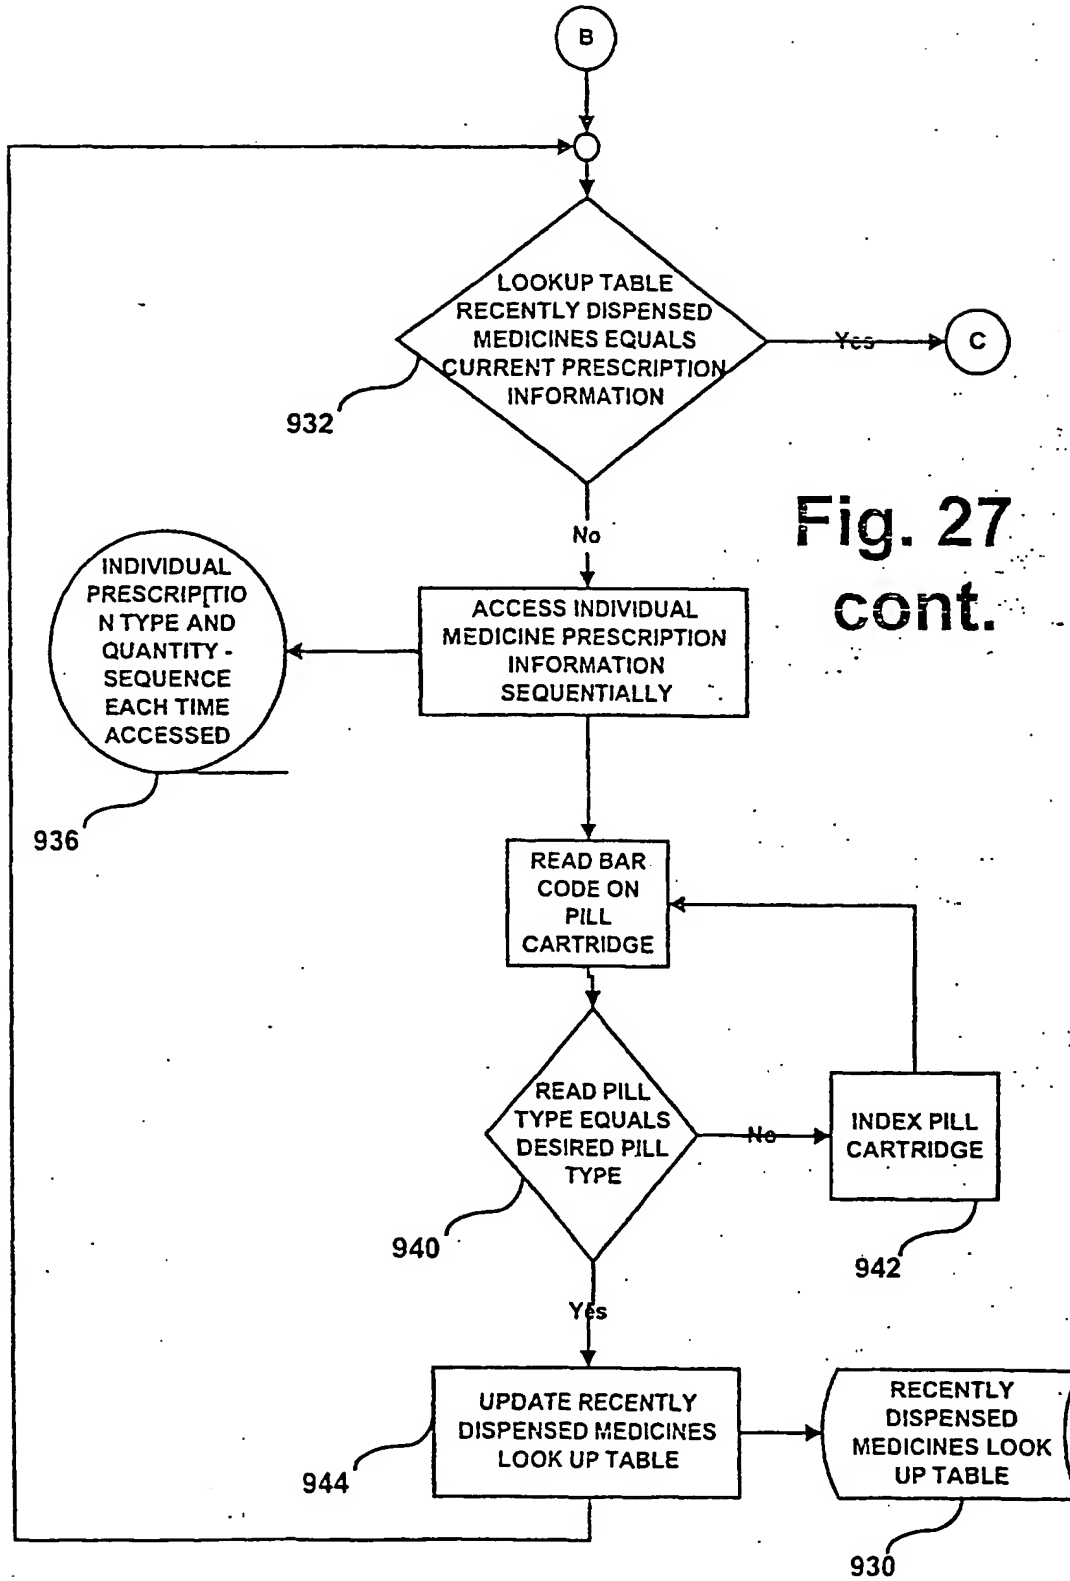 B
LOOKUP TABLE
RECENTLY DISPENSED
MEDICINES EQUALS
CURRENT PRESCRIPTION
INFORMATION
Yes
C
932
Fig. 27
cont.
No
INDIVIDUAL
PRESCRIP[TIO
N TYPE AND
QUANTITY -
SEQUENCE
EACH TIME
ACCESSED
936
ACCESS INDIVIDUAL
MEDICINE PRESCRIPTION
INFORMATION
SEQUENTIALLY
READ BAR
CODE ON
PILL
CARTRIDGE
READ PILL
TYPE EQUALS
DESIRED PILL
TYPE
No
INDEX PILL
CARTRIDGE
940
942
Yes
UPDATE RECENTLY
DISPENSED MEDICINES
LOOK UP TABLE
944
RECENTLY
DISPENSED
MEDICINES LOOK
UP TABLE
930